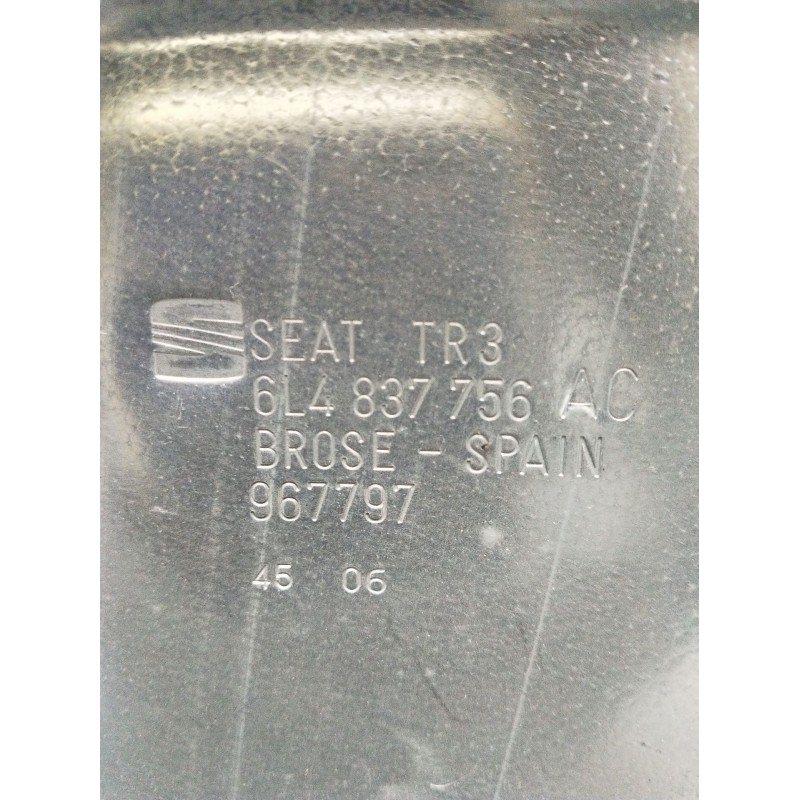 SEAT TR3
6L4 837 756 AC
BROSE - SPAIN
967797
45 06